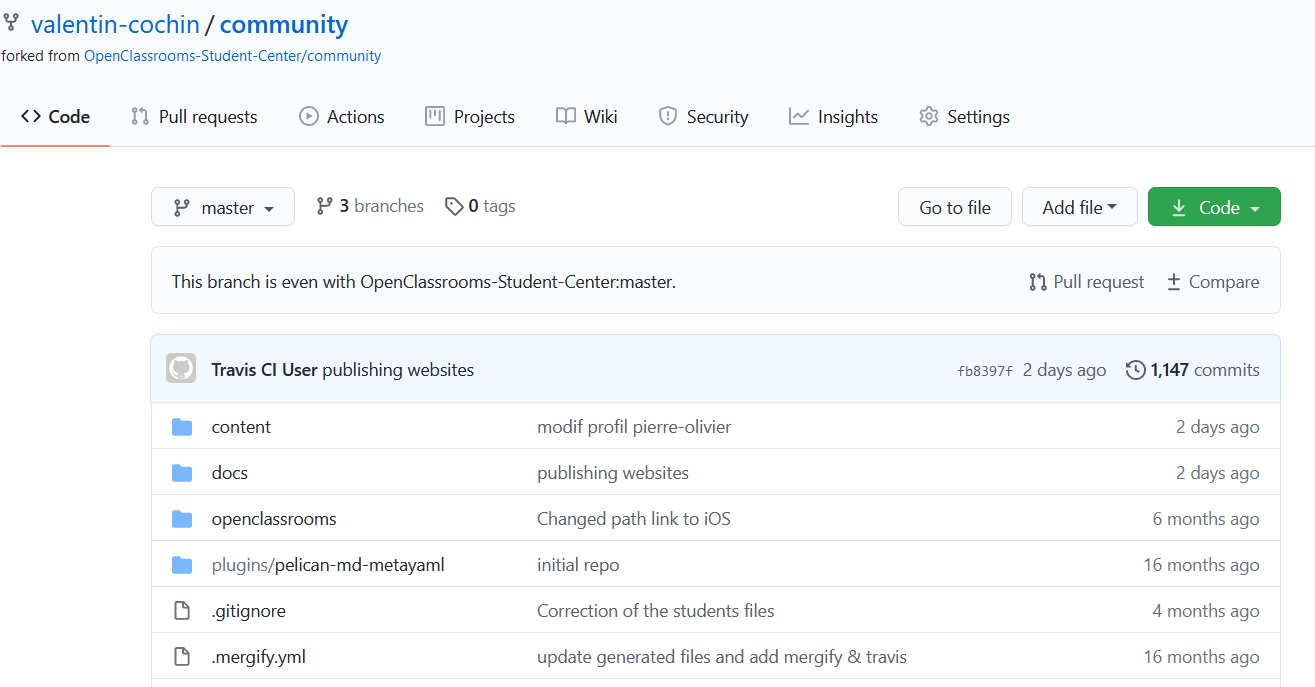 valentin-cochin / community
forked from OpenClassrooms-Student-Center/community
Code Pull requests Actions Projects Wiki Security Insights Settings
master 3 branches 0 tags Go to file Add file Code
This branch is even with OpenClassrooms-Student-Center:master. Pull request Compare
Travis CI User publishing websites fb8397f 2 days ago 1,147 commits
content modif profil pierre-olivier 2 days ago
docs publishing websites 2 days ago
openclassrooms Changed path link to iOS 6 months ago
plugins/pelican-md-metayaml initial repo 16 months ago
.gitignore Correction of the students files 4 months ago
.mergify.yml update generated files and add mergify & travis 16 months ago